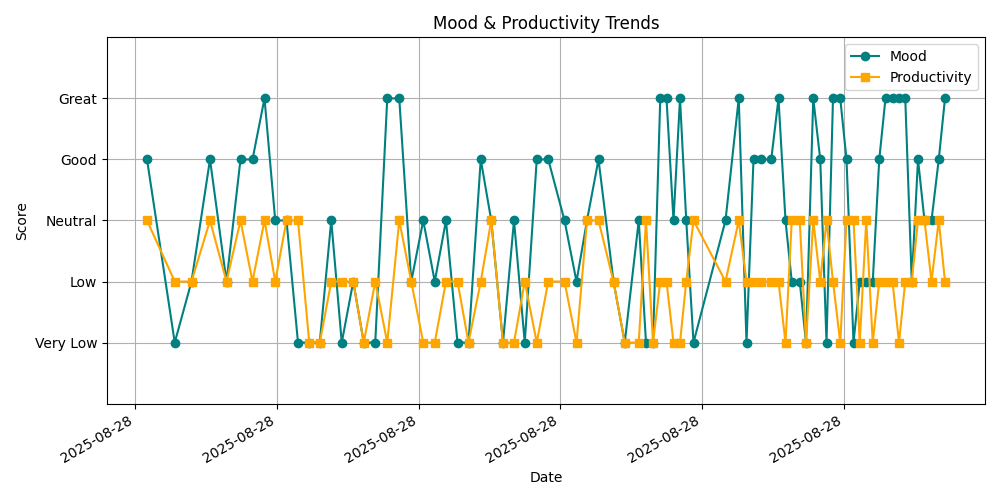 Mood & Productivity Trends
Mood
Productivity
Score
Great
Good
Neutral
Low
Very Low
2025-08-28
2025-08-28
2025-08-28
2025-08-28
2025-08-28
2025-08-28
Date